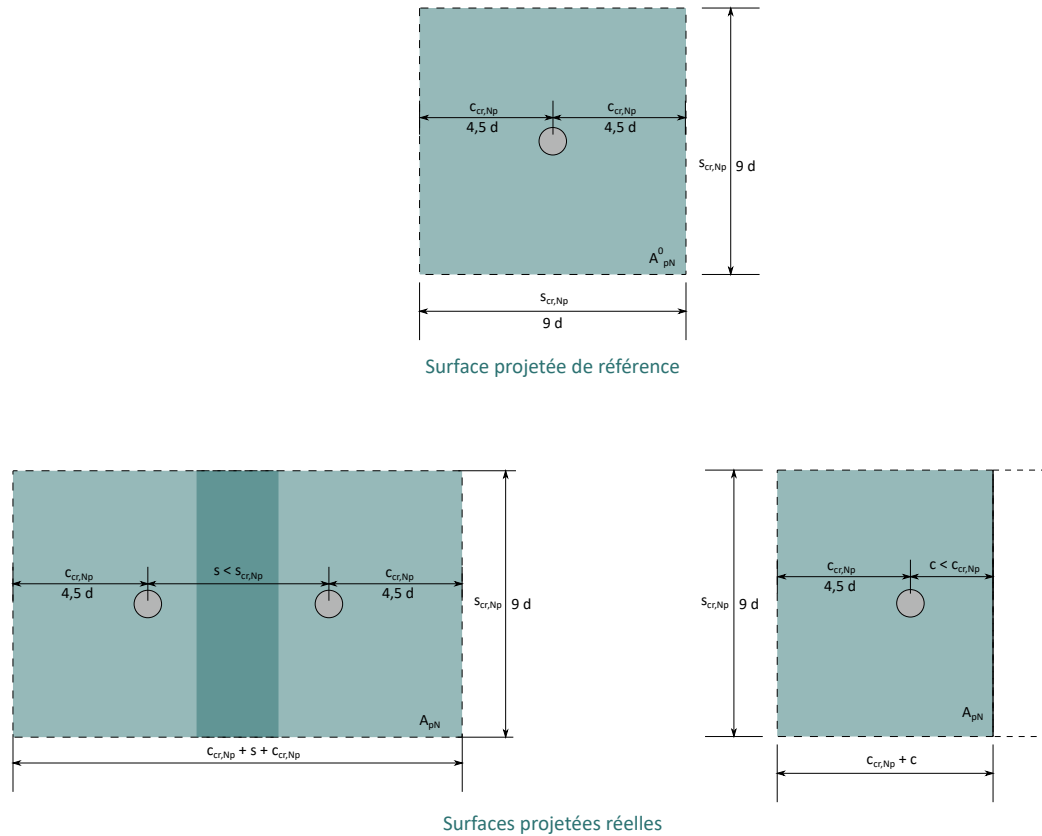 c_cr,Np c_cr,Np
4,5 d 4,5 d
s_cr,Np 9 d
A^0_pN
s_cr,Np
9 d
Surface projetée de référence
c_cr,Np s < s_cr,Np c_cr,Np
4,5 d 4,5 d
s_cr,Np 9 d
A_pN
c_cr,Np + s + c_cr,Np
c_cr,Np c < c_cr,Np
4,5 d
s_cr,Np 9 d
A_pN
c_cr,Np + c
Surfaces projetées réelles